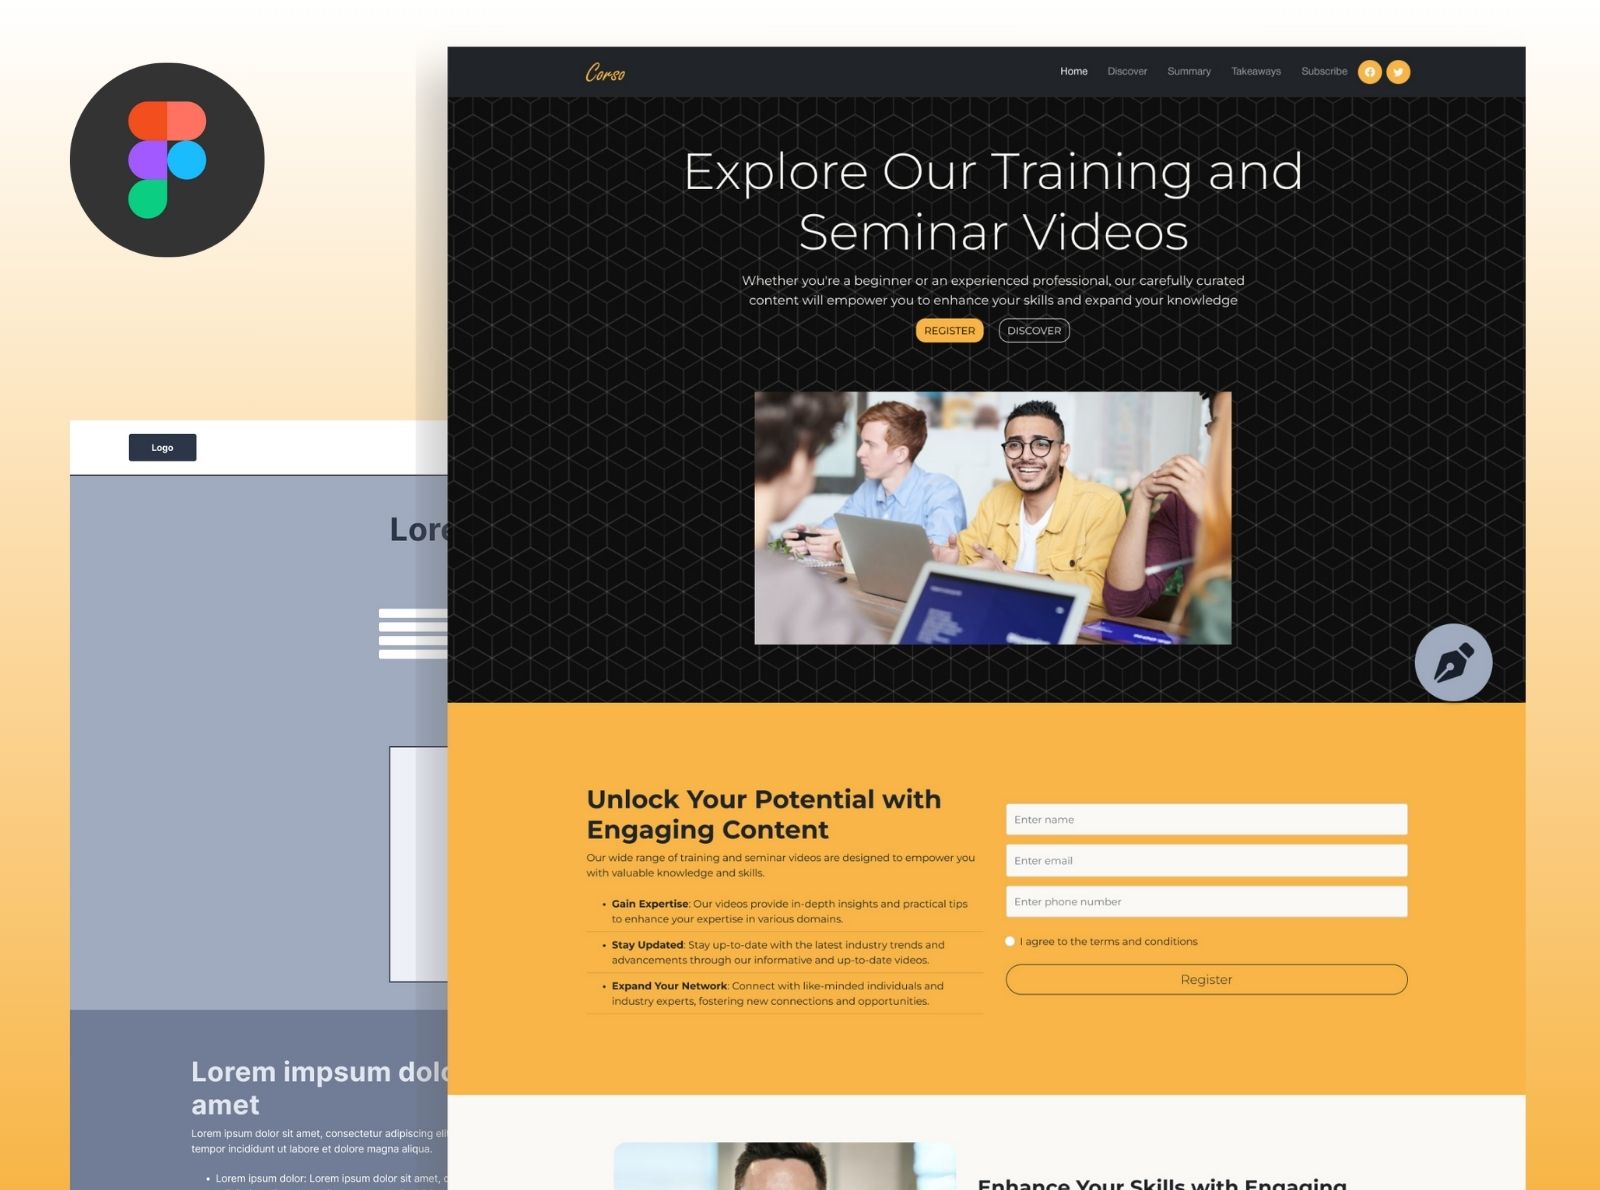 Corso
Home Discover Summary Takeaways Subscribe
Explore Our Training and
Seminar Videos
Whether you're a beginner or an experienced professional, our carefully curated
content will empower you to enhance your skills and expand your knowledge
REGISTER DISCOVER
Logo
Lore
Unlock Your Potential with
Engaging Content
Our wide range of training and seminar videos are designed to empower you
with valuable knowledge and skills.
• Gain Expertise: Our videos provide in-depth insights and practical tips
to enhance your expertise in various domains.
• Stay Updated: Stay up-to-date with the latest industry trends and
advancements through our informative and up-to-date videos.
• Expand Your Network: Connect with like-minded individuals and
industry experts, fostering new connections and opportunities.
Enter name
Enter email
Enter phone number
I agree to the terms and conditions
Register
Lorem impsum dolo
amet
Lorem ipsum dolor sit amet, consectetur adipiscing eli
tempor incididunt ut labore et dolore magna aliqua.
• Lorem ipsum dolor: Lorem ipsum dolor sit amet, c
Enhance Your Skills with Engaging